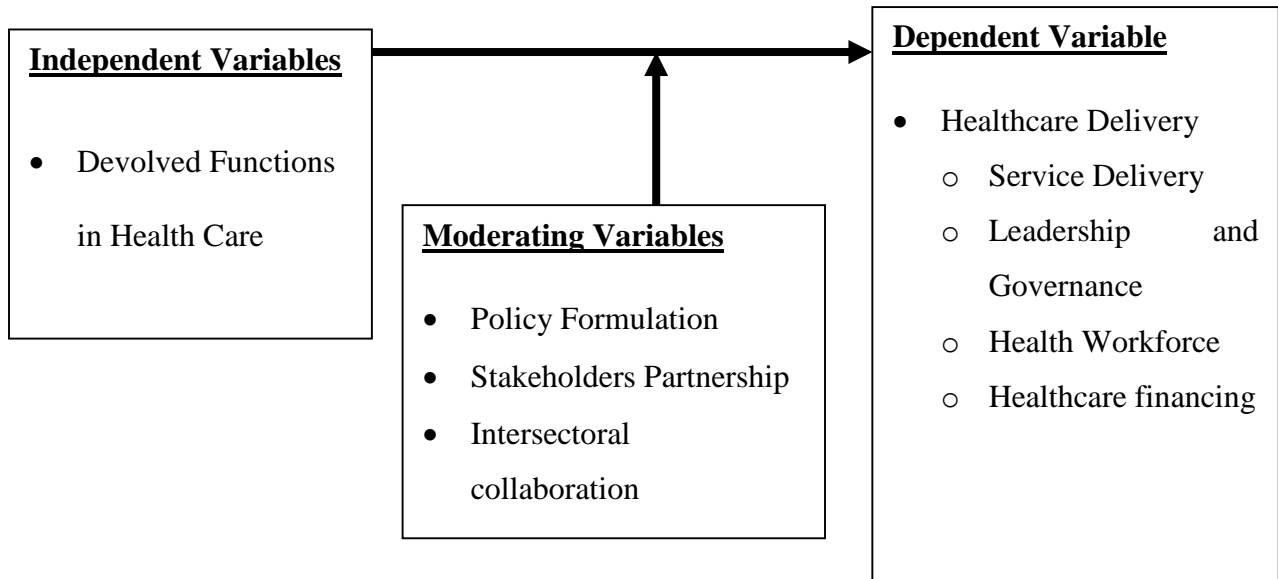 Independent Variables
• Devolved Functions
in Health Care
Moderating Variables
• Policy Formulation
• Stakeholders Partnership
• Intersectoral
collaboration
Dependent Variable
• Healthcare Delivery
o Service Delivery
o Leadership and
Governance
o Health Workforce
o Healthcare financing